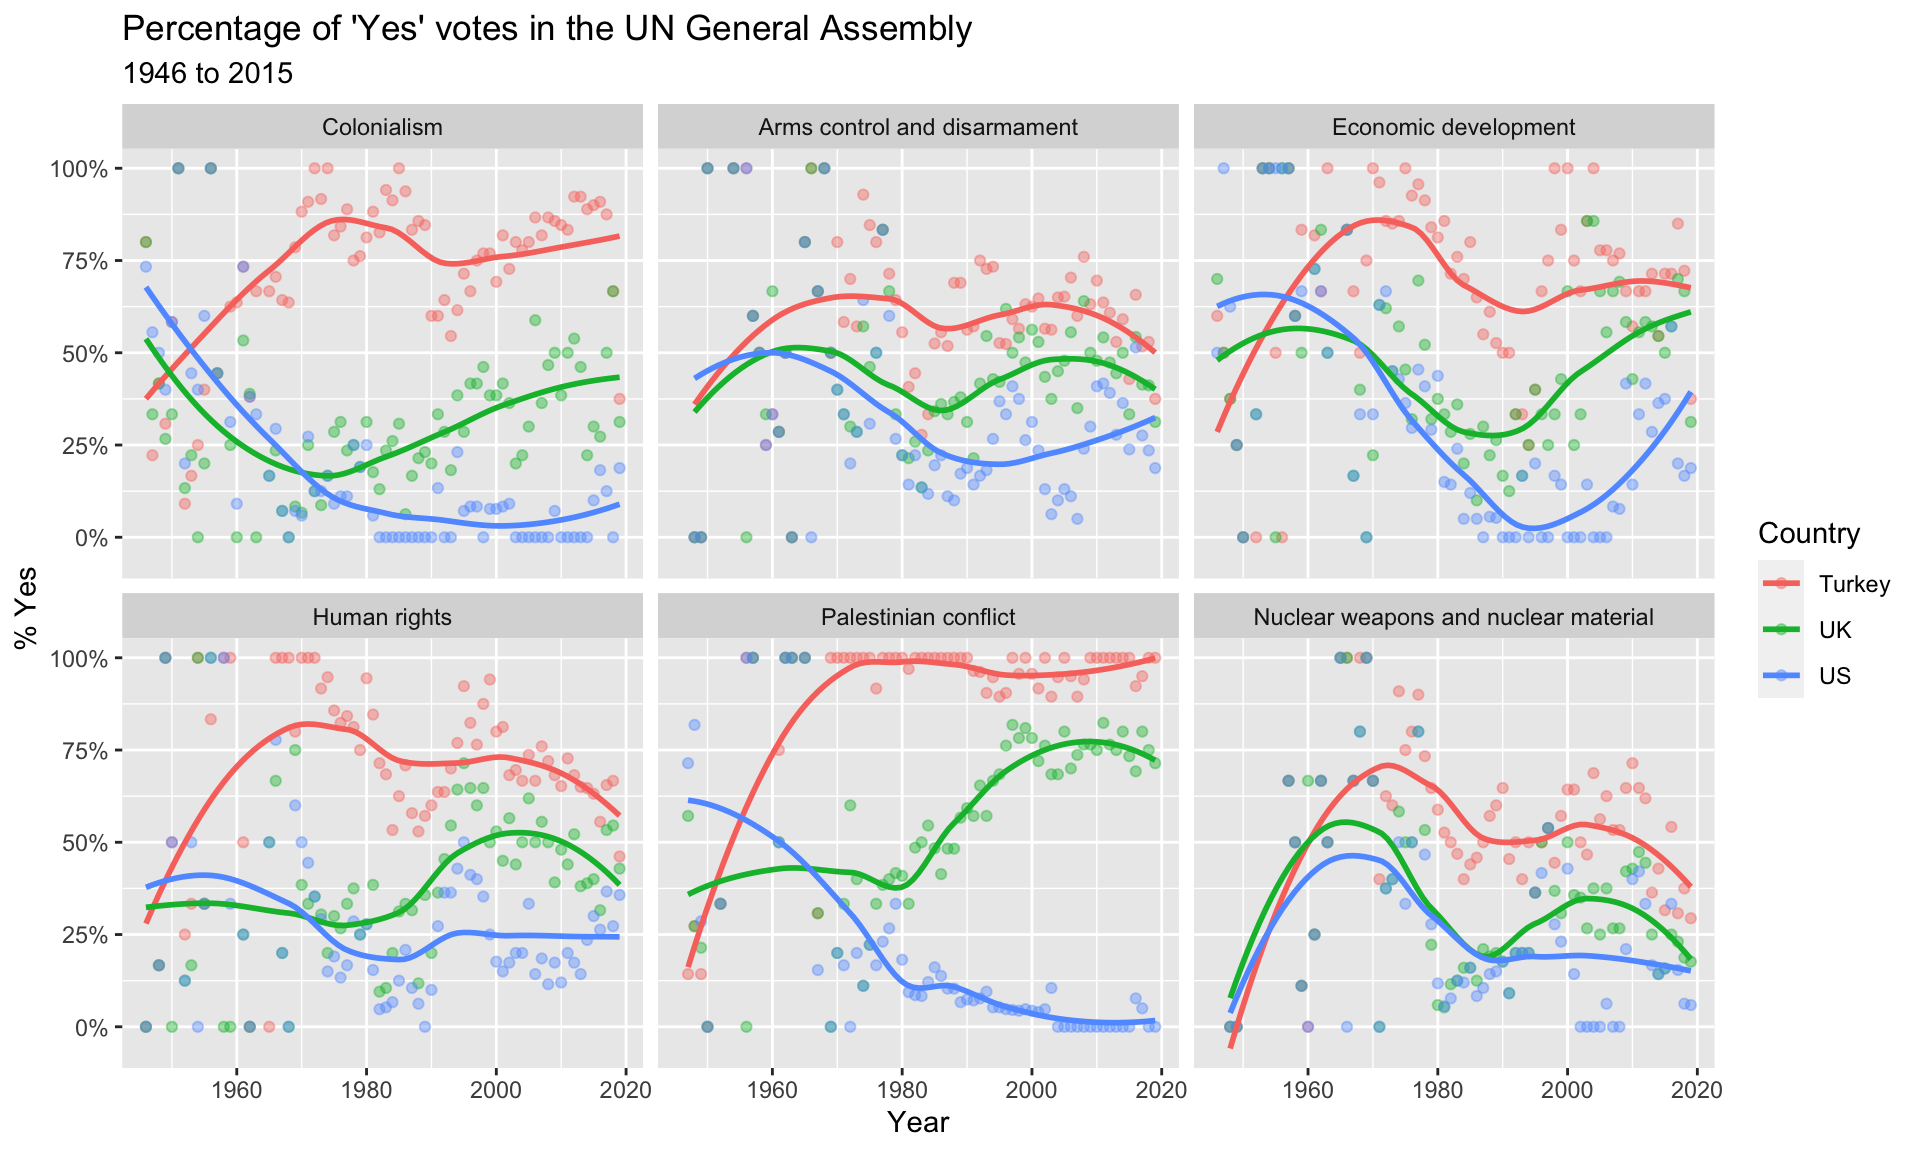 Percentage of 'Yes' votes in the UN General Assembly
1946 to 2015
Colonialism
Arms control and disarmament
Economic development
100%
75%
50%
25%
0%
Human rights
Palestinian conflict
Nuclear weapons and nuclear material
100%
75%
50%
25%
0%
% Yes
1960 1980 2000 2020
1960 1980 2000 2020
1960 1980 2000 2020
Year
Country
Turkey
UK
US